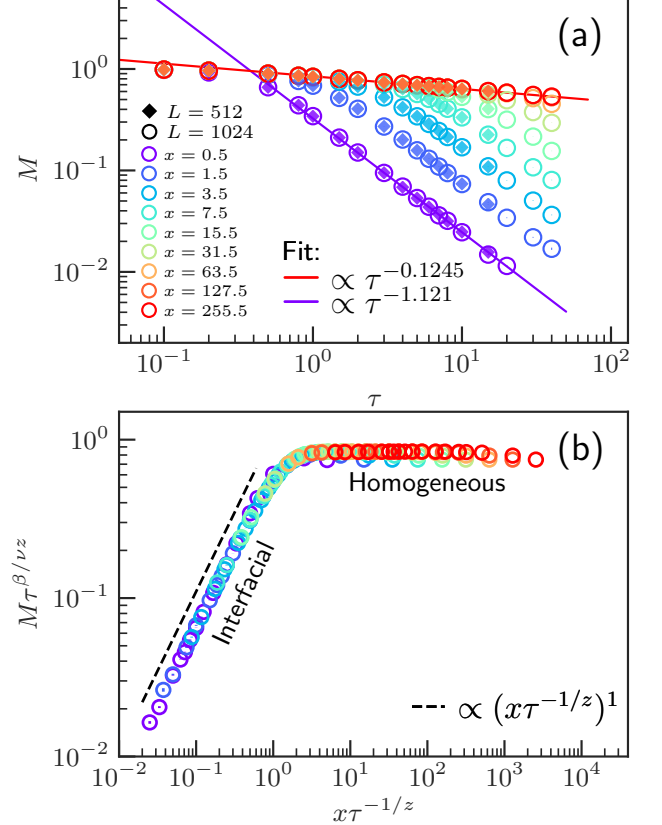 (a)
M
10^0
10^{-1}
10^{-2}
L = 512
L = 1024
x = 0.5
x = 1.5
x = 3.5
x = 7.5
x = 15.5
x = 31.5
x = 63.5
x = 127.5
x = 255.5
Fit:
∝ τ^{-0.1245}
∝ τ^{-1.121}
10^{-1} 10^0 10^1 10^2
τ
(b)
Mτ^{β/νz}
10^0
10^{-1}
10^{-2}
Homogeneous
Interfacial
∝ (xτ^{-1/z})^1
10^{-2} 10^{-1} 10^0 10^1 10^2 10^3 10^4
xτ^{-1/z}